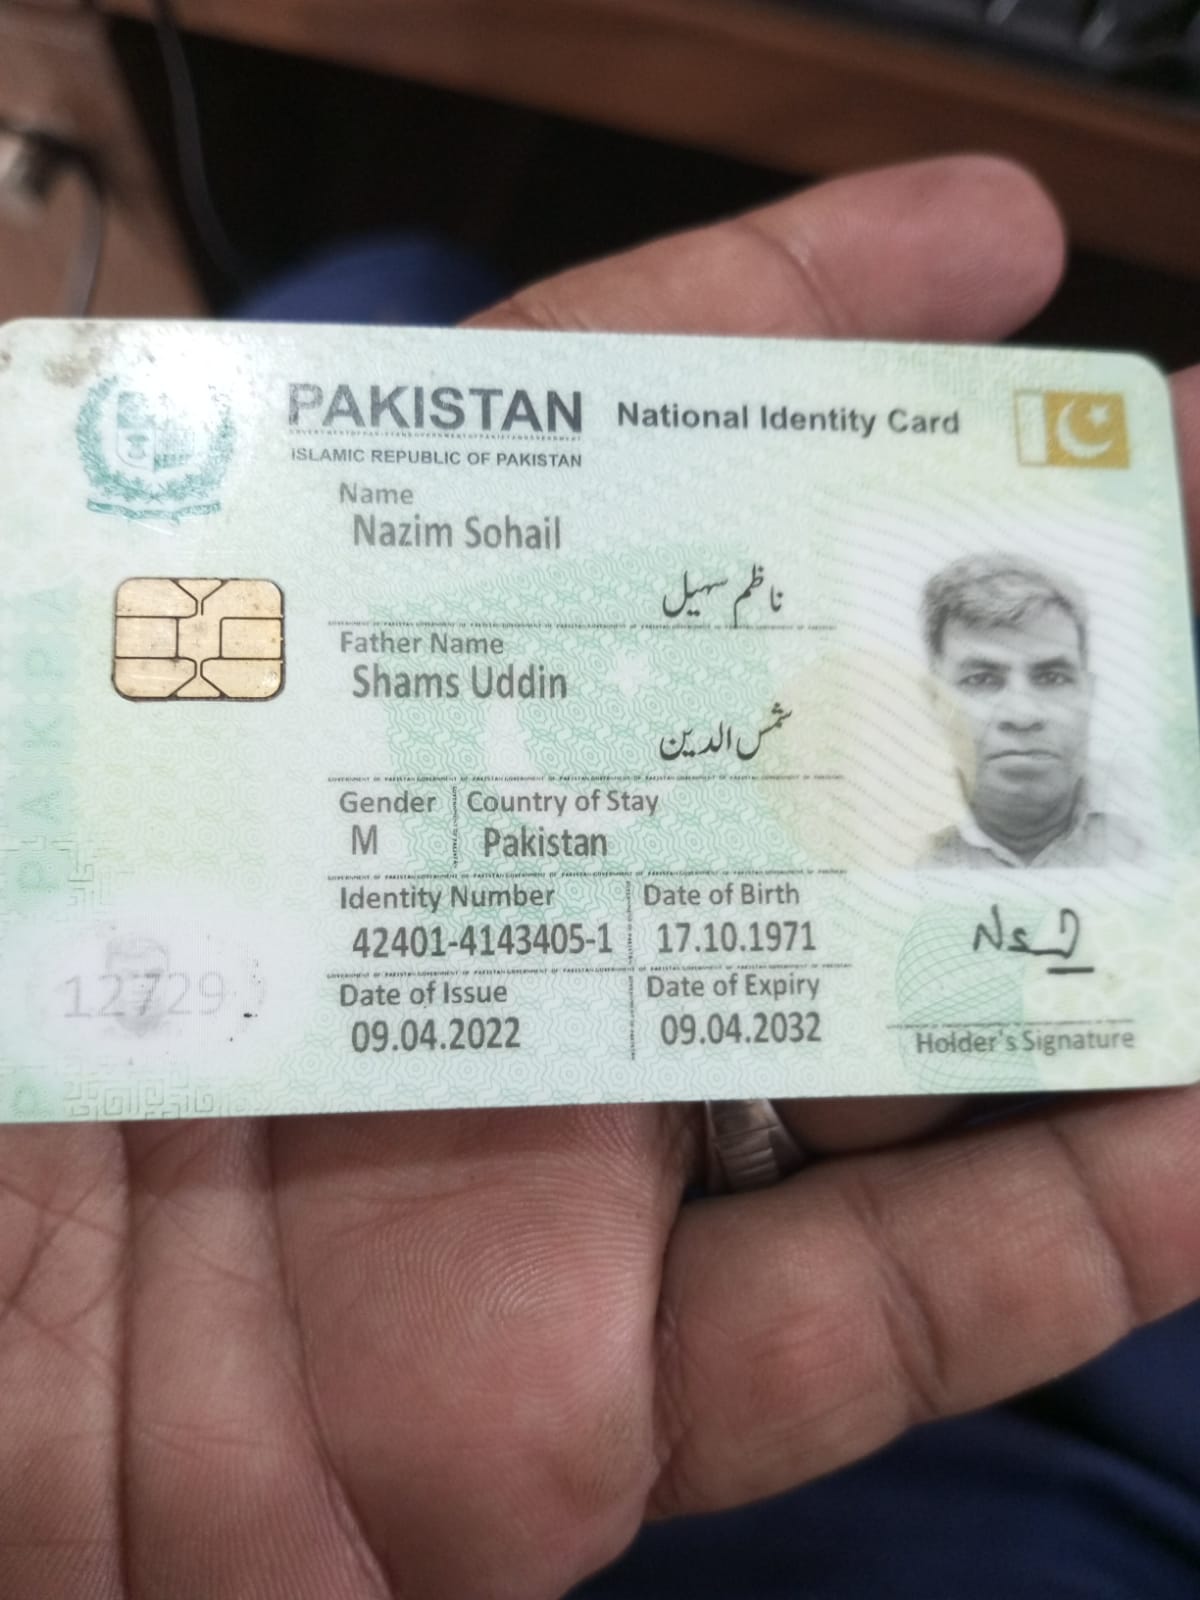 PAKISTAN National Identity Card
ISLAMIC REPUBLIC OF PAKISTAN
Name
Nazim Sohail
ناظم سہیل
Father Name
Shams Uddin
شمس الدین
Gender Country of Stay
M Pakistan
Identity Number Date of Birth
42401-4143405-1 17.10.1971
Date of Issue Date of Expiry
09.04.2022 09.04.2032
Holder's Signature
12729
PAK